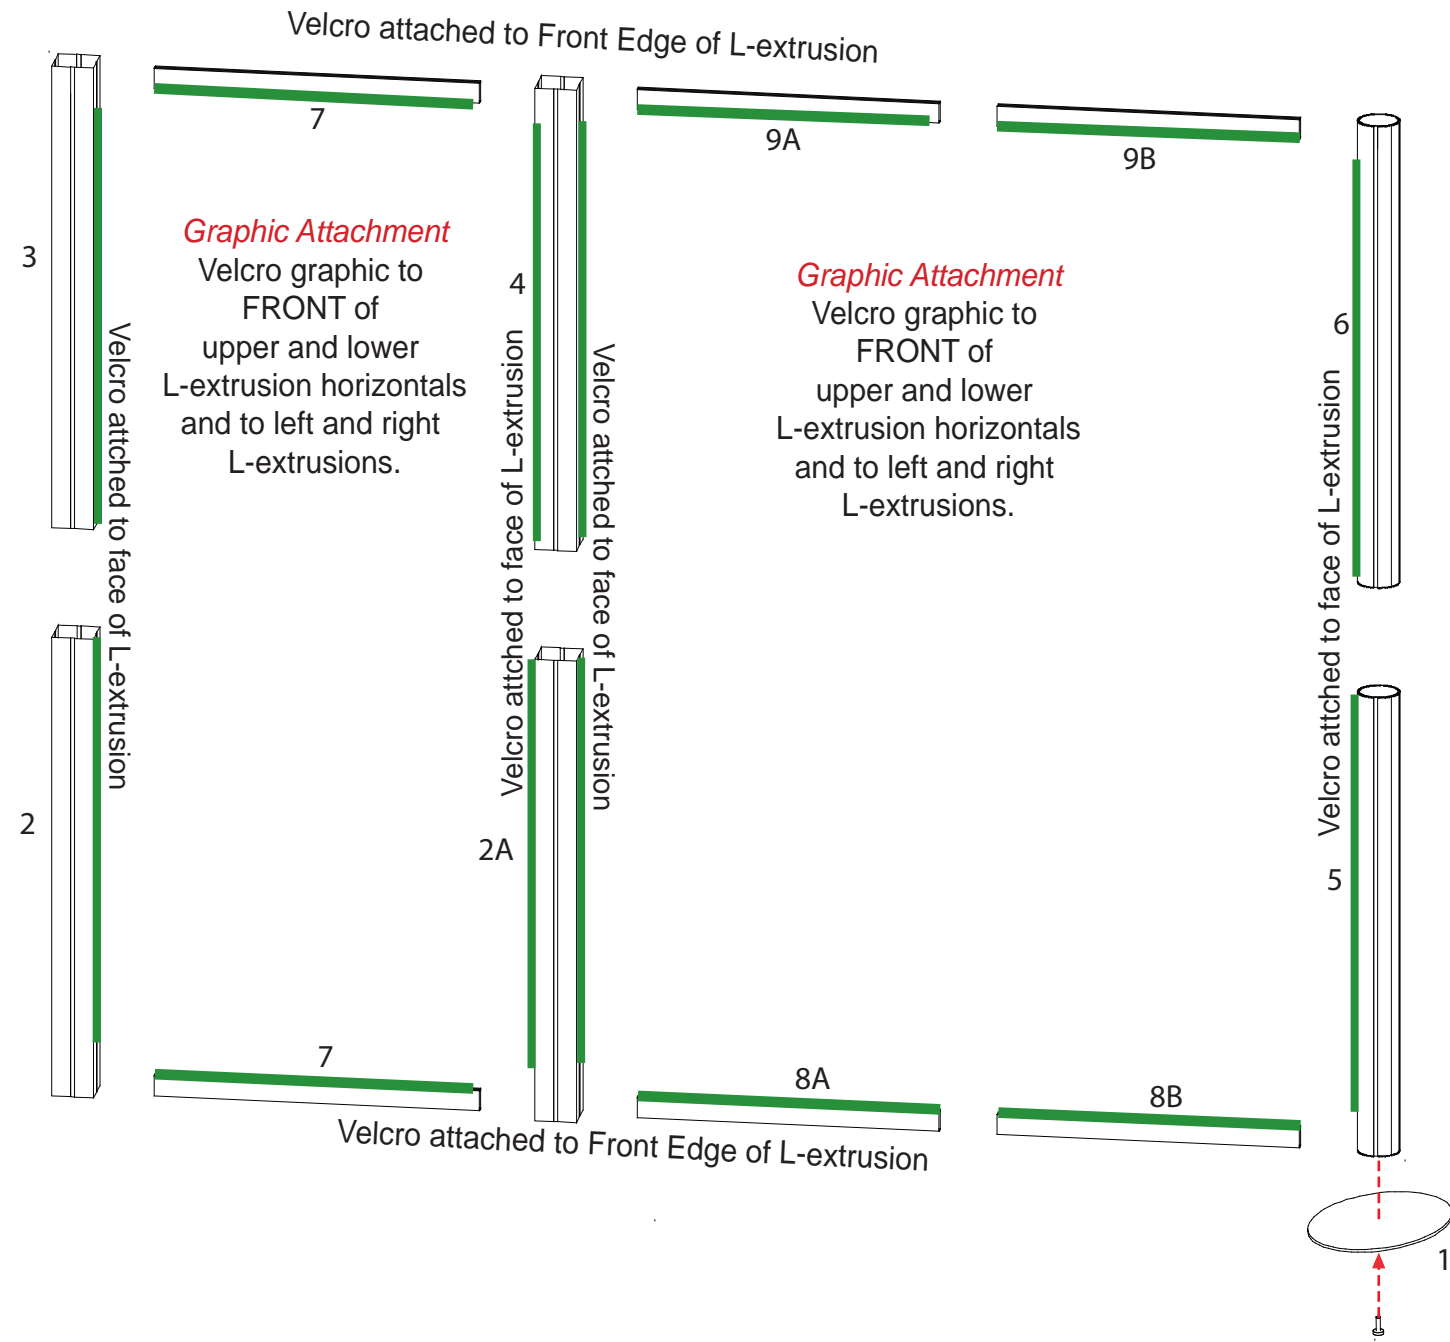 Velcro attached to Front Edge of L-extrusion
7
9A
9B
3
Graphic Attachment
Velcro graphic to
FRONT of
upper and lower
L-extrusion horizontals
and to left and right
L-extrusions.
4
Graphic Attachment
Velcro graphic to
FRONT of
upper and lower
L-extrusion horizontals
and to left and right
L-extrusions.
6
Velcro attched to face of L-extrusion
Velcro attched to face of L-extrusion
Velcro attched to face of L-extrusion
Velcro attched to face of L-extrusion
2
2A
5
7
8A
8B
Velcro attached to Front Edge of L-extrusion
1